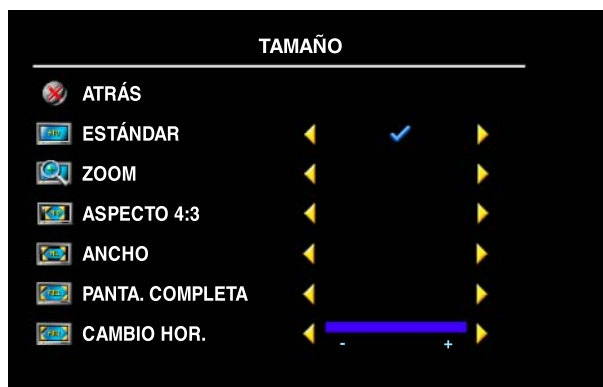 TAMAÑO
ATRÁS
ESTÁNDAR
ZOOM
ASPECTO 4:3
ANCHO
PANTA. COMPLETA
CAMBIO HOR.
- +